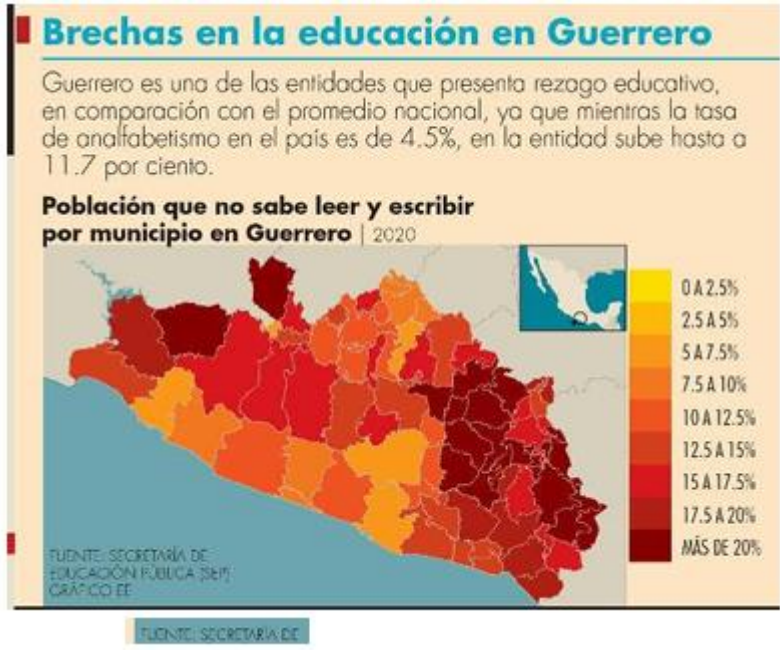 Brechas en la educación en Guerrero
Guerrero es una de las entidades que presenta rezago educativo,
en comparación con el promedio nacional, ya que mientras la tasa
de analfabetismo en el país es de 4.5%, en la entidad sube hasta a
11.7 por ciento.
Población que no sabe leer y escribir
por municipio en Guerrero | 2020
0 A 2.5%
2.5 A 5%
5 A 7.5%
7.5 A 10%
10 A 12.5%
12.5 A 15%
15 A 17.5%
17.5 A 20%
MÁS DE 20%
FUENTE: SECRETARÍA DE
EDUCACIÓN PÚBLICA (SEP)
GRÁFICO EE
FUENTE: SECRETARÍA DE